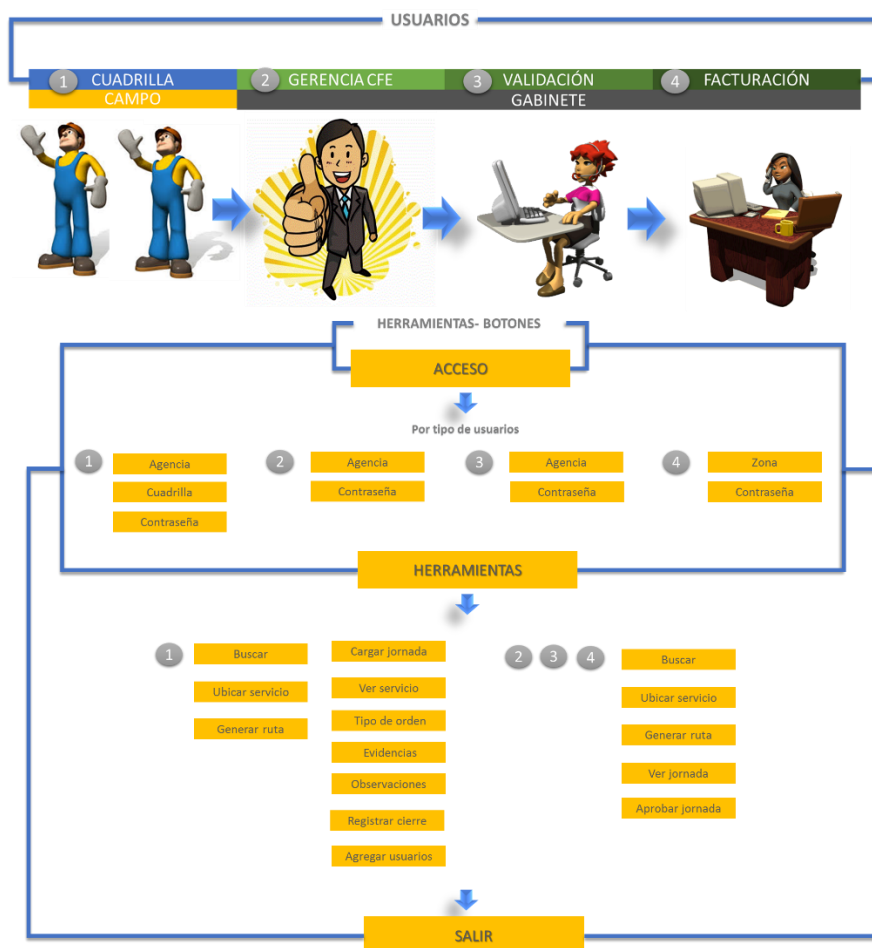 USUARIOS
1 CUADRILLA
2 GERENCIA CFE
3 VALIDACIÓN
4 FACTURACIÓN
CAMPO
GABINETE
HERRAMIENTAS- BOTONES
ACCESO
Por tipo de usuarios
1
Agencia
Cuadrilla
Contraseña
2
Agencia
Contraseña
3
Agencia
Contraseña
4
Zona
Contraseña
HERRAMIENTAS
1
Buscar
Ubicar servicio
Generar ruta
Cargar jornada
Ver servicio
Tipo de orden
Evidencias
Observaciones
Registrar cierre
Agregar usuarios
2 3 4
Buscar
Ubicar servicio
Generar ruta
Ver jornada
Aprobar jornada
SALIR